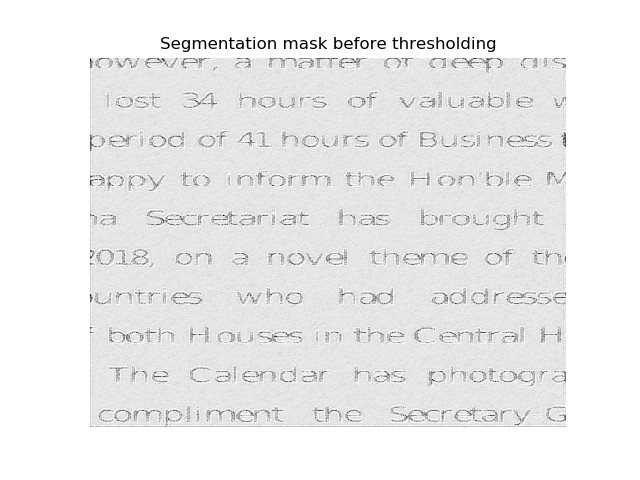 Segmentation mask before thresholding
however, a matter of deep dis
lost 34 hours of valuable w
period of 41 hours of Business
appy to inform the Hon'ble M
na Secretariat has brought
2018, on a novel theme of the
ountries who had addresse
both Houses in the Central H
The Calendar has photogra
compliment the Secretary G